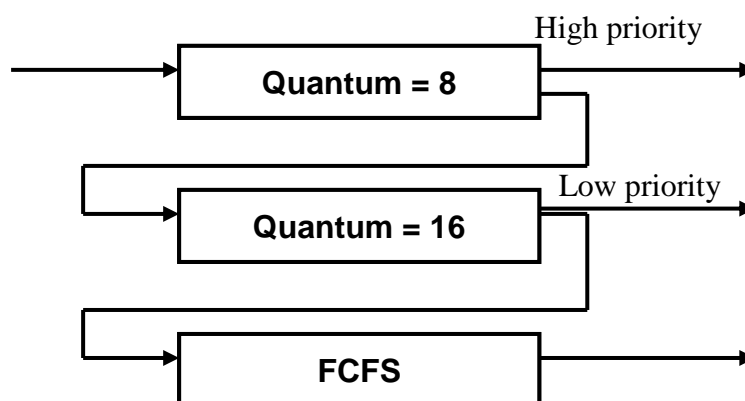 High priority
Quantum = 8
Low priority
Quantum = 16
FCFS